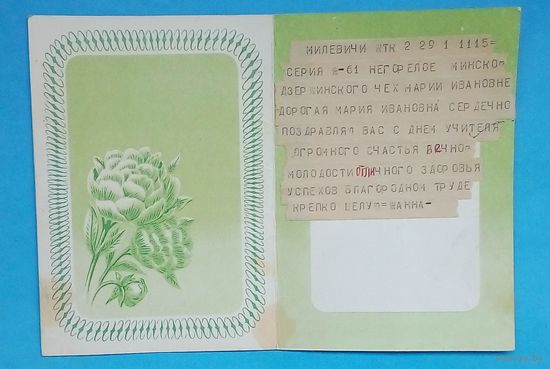 МИЛЕВИЧИ ЖТК 2 29 1 1115=
СЕРИЯ Ж-61 НЕГОРЕЛОЕ МИНСКОЙ
ДЗЕРЖИНСКОГО ЧЕХ МАРИИ ИВАНОВНЕ
ДОРОГАЯ МАРИЯ ИВАНОВНА СЕРДЕЧНО
ПОЗДРАВЛЯЮ ВАС С ДНЕМ УЧИТЕЛЯ
ОГРОМНОГО СЧАСТЬЯ ВЕЧНОЙ
МОЛОДОСТИ ОТЛИЧНОГО ЗДОРОВЬЯ
УСПЕХОВ БЛАГОРОДНОМ ТРУДЕ
КРЕПКО ЦЕЛУЮ=ЖАННА-